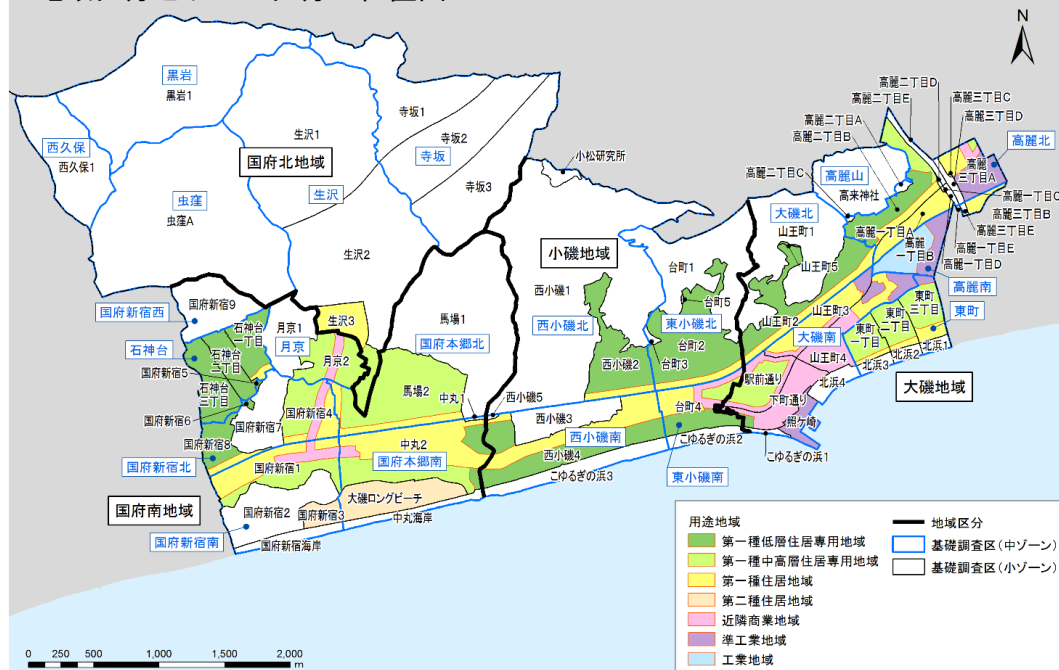 N
黒岩
黒岩1
西久保
西久保1
虫窪
虫窪A
生沢1
国府北地域
生沢
生沢2
寺坂1
寺坂2
寺坂
寺坂3
小松研究所
高麗二丁目D
高麗二丁目E
高麗二丁目A
高麗二丁目B
高麗二丁目C
高麗三丁目C
高麗三丁目D
高麗北
高麗
三丁目A
高麗山
高来神社
高麗一丁目C
高麗三丁目B
高麗三丁目E
高麗一丁目E
高麗一丁目D
高麗一丁目A
高麗
一丁目B
高麗南
大磯北
山王町1
山王町5
山王町2
山王町3
大磯南
山王町4
東町
東町
三丁目
東町
二丁目
東町
一丁目
北浜1
北浜2
北浜3
北浜4
大磯地域
駅前通り
下町通り
照ケ崎
こゆるぎの浜1
小磯地域
西小磯1
西小磯北
西小磯2
台町1
台町5
東小磯北
台町2
台町3
台町4
西小磯5
西小磯3
西小磯南
西小磯4
こゆるぎの浜2
こゆるぎの浜3
東小磯南
馬場1
国府本郷北
馬場2
中丸1
中丸2
国府本郷南
大磯ロングビーチ
中丸海岸
国府新宿西
国府新宿9
石神台
石神台
一丁目
石神台
二丁目
石神台
三丁目
国府新宿5
国府新宿6
国府新宿7
国府新宿8
国府新宿北
月京1
月京
生沢3
月京2
国府新宿4
国府新宿1
国府南地域
国府新宿2
国府新宿3
国府新宿南
国府新宿海岸
用途地域
第一種低層住居専用地域
第一種中高層住居専用地域
第一種住居地域
第二種住居地域
近隣商業地域
準工業地域
工業地域
地域区分
基礎調査区(中ゾーン)
基礎調査区(小ゾーン)
0 250 500 1,000 1,500 2,000
m